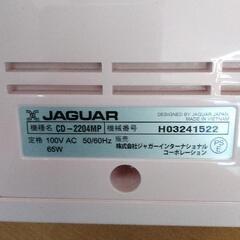 JAGUAR
DESIGNED BY JAGUAR JAPAN
MADE IN VIETNAM
機種名 CD-2204MP 機械番号 H03241522
定格 100V AC 50/60Hz 販売
65W
株式会社ジャガーインターナショナル
コーポレーション
PSE